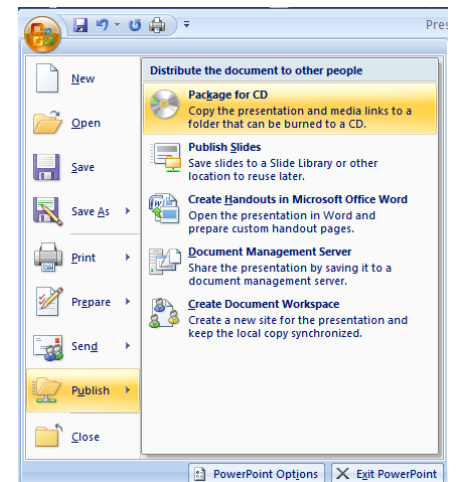 Pres
New
Open
Save
Save As
Print
Prepare
Send
Publish
Close
Distribute the document to other people
Package for CD
Copy the presentation and media links to a
folder that can be burned to a CD.
Publish Slides
Save slides to a Slide Library or other
location to reuse later.
Create Handouts in Microsoft Office Word
Open the presentation in Word and
prepare custom handout pages.
Document Management Server
Share the presentation by saving it to a
document management server.
Create Document Workspace
Create a new site for the presentation and
keep the local copy synchronized.
PowerPoint Options
Exit PowerPoint